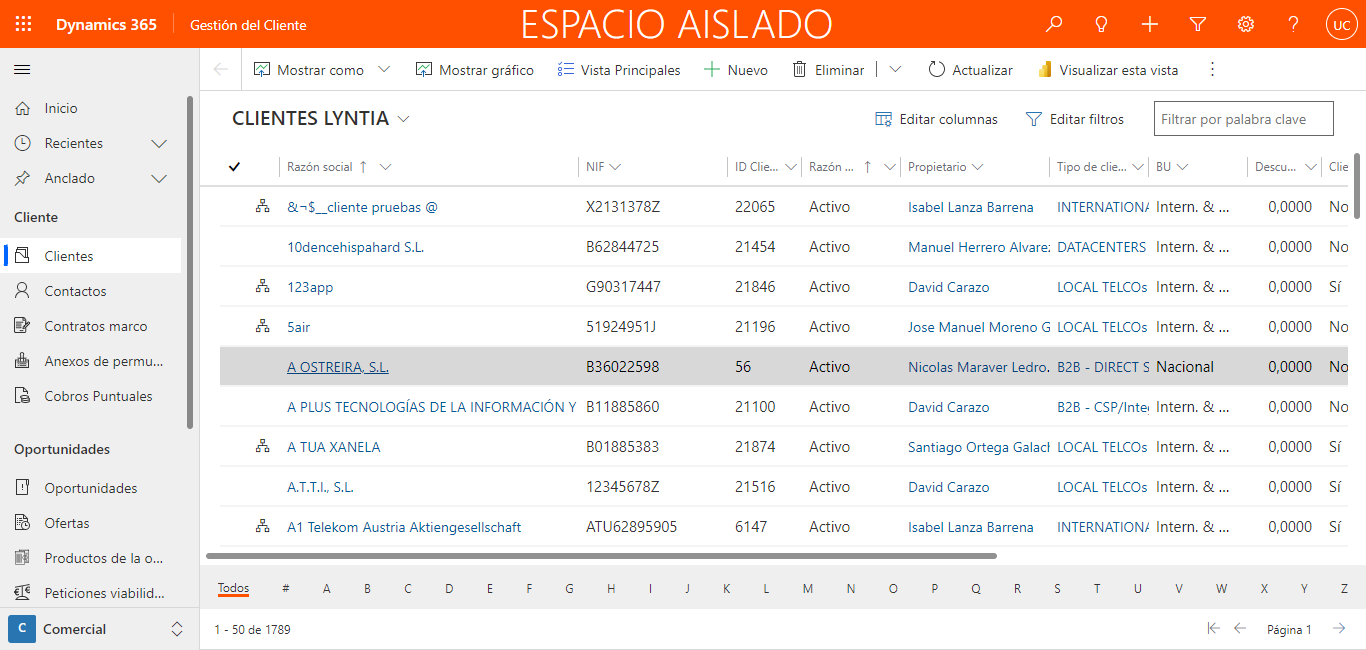 Dynamics 365 Gestión del Cliente ESPACIO AISLADO UC
Mostrar como Mostrar gráfico Vista Principales Nuevo Eliminar Actualizar Visualizar esta vista
Inicio
Recientes
Anclado
Cliente
Clientes
Contactos
Contratos marco
Anexos de permu...
Cobros Puntuales
Oportunidades
Oportunidades
Ofertas
Productos de la o...
Peticiones viabilid...
C Comercial
CLIENTES LYNTIA Editar columnas Editar filtros Filtrar por palabra clave
Razón social NIF ID Clie... Razón ... Propietario Tipo de clie... BU Descu... Clie
&¬$__cliente pruebas @ X2131378Z 22065 Activo Isabel Lanza Barrena INTERNATIONA Intern. & ... 0,0000 No
10dencehispahard S.L. B62844725 21454 Activo Manuel Herrero Alvarez DATACENTERS Intern. & ... 0,0000 No
123app G90317447 21846 Activo David Carazo LOCAL TELCOs Intern. & ... 0,0000 Sí
5air 51924951J 21196 Activo Jose Manuel Moreno G LOCAL TELCOs Intern. & ... 0,0000 No
A OSTREIRA, S.L. B36022598 56 Activo Nicolas Maraver Ledro. B2B - DIRECT S Nacional 0,0000 No
A PLUS TECNOLOGÍAS DE LA INFORMACIÓN Y B11885860 21100 Activo David Carazo B2B - CSP/Integ Intern. & ... 0,0000 No
A TUA XANELA B01885383 21874 Activo Santiago Ortega Galach LOCAL TELCOs Intern. & ... 0,0000 Sí
A.T.T.I., S.L. 12345678Z 21516 Activo David Carazo LOCAL TELCOs Intern. & ... 0,0000 Sí
A1 Telekom Austria Aktiengesellschaft ATU62895905 6147 Activo Isabel Lanza Barrena INTERNATIONA Intern. & ... 0,0000 Sí
Todos # A B C D E F G H I J K L M N O P Q R S T U V W X Y Z
1 - 50 de 1789 Página 1